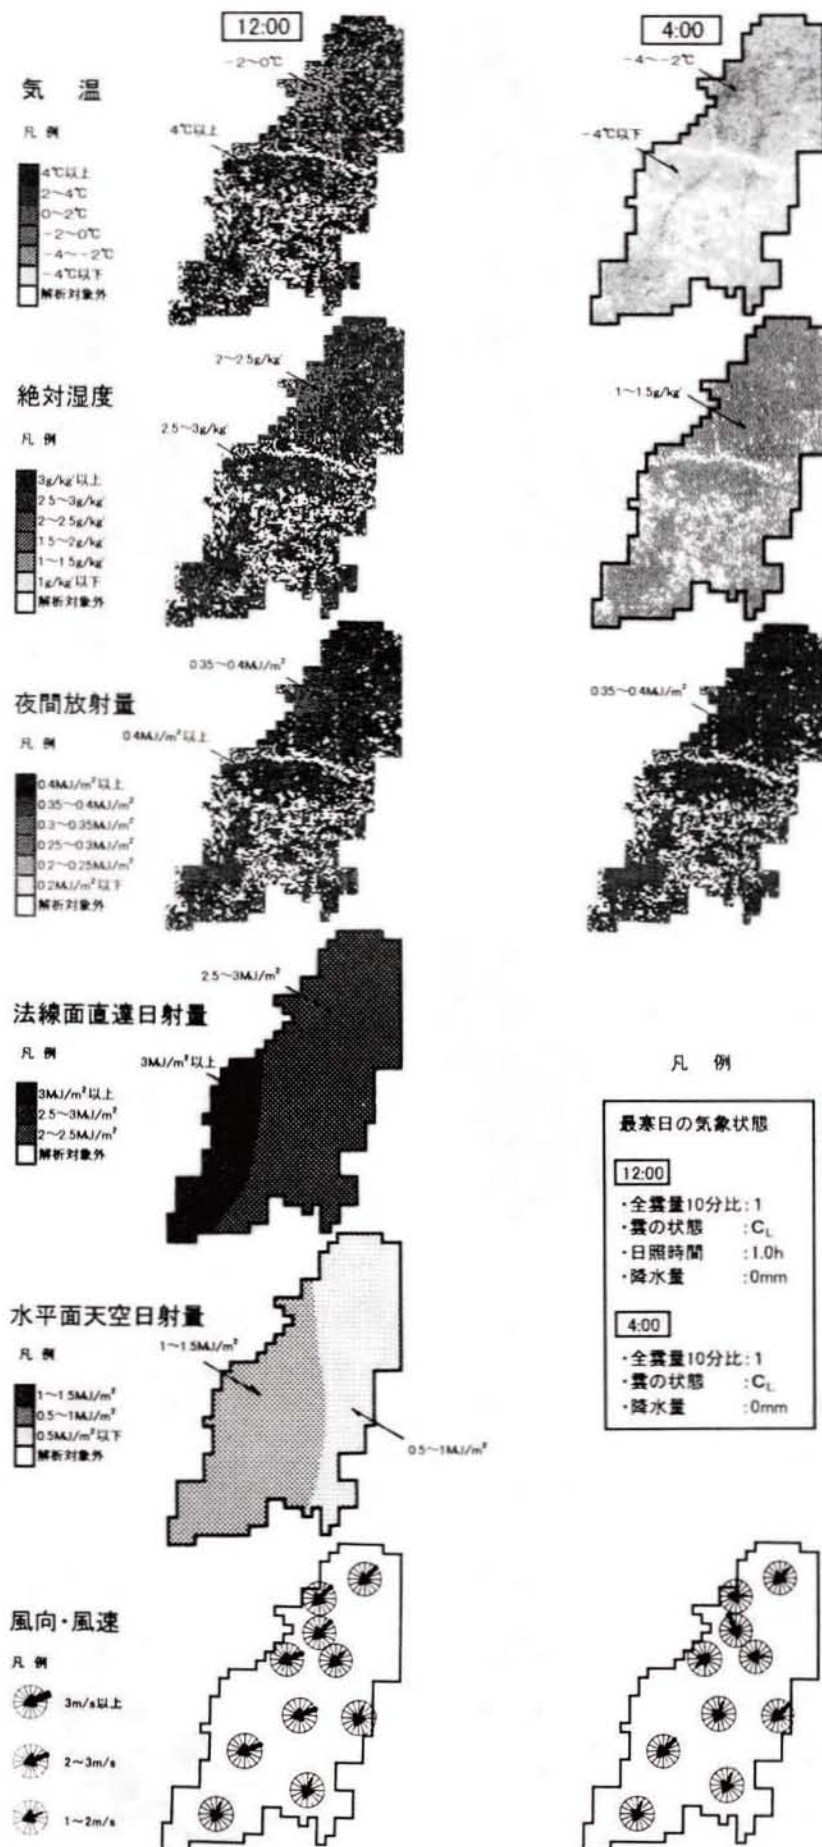 12:00
4:00
気 温
凡 例
4℃以上
2～4℃
0～2℃
-2～0℃
-4～-2℃
-4℃以下
解析対象外
-2～0℃
4℃以上
-4～-2℃
-4℃以下
絶対湿度
凡 例
3g/kg'以上
2.5～3g/kg'
2～2.5g/kg'
1.5～2g/kg'
1～1.5g/kg'
1g/kg'以下
解析対象外
2～2.5g/kg'
2.5～3g/kg'
1～1.5g/kg'
夜間放射量
凡 例
0.4MJ/m²以上
0.35～0.4MJ/m²
0.3～0.35MJ/m²
0.25～0.3MJ/m²
0.2～0.25MJ/m²
0.2MJ/m²以下
解析対象外
0.35～0.4MJ/m²
0.4MJ/m²以上
0.35～0.4MJ/m²
法線面直達日射量
凡 例
3MJ/m²以上
2.5～3MJ/m²
2～2.5MJ/m²
解析対象外
2.5～3MJ/m²
3MJ/m²以上
水平面天空日射量
凡 例
1～1.5MJ/m²
0.5～1MJ/m²
0.5MJ/m²以下
解析対象外
1～1.5MJ/m²
0.5～1MJ/m²
凡 例
最寒日の気象状態
12:00
・全雲量10分比:1
・雲の状態 :CL
・日照時間 :1.0h
・降水量 :0mm
4:00
・全雲量10分比:1
・雲の状態 :CL
・降水量 :0mm
風向・風速
凡 例
3m/s以上
2～3m/s
1～2m/s